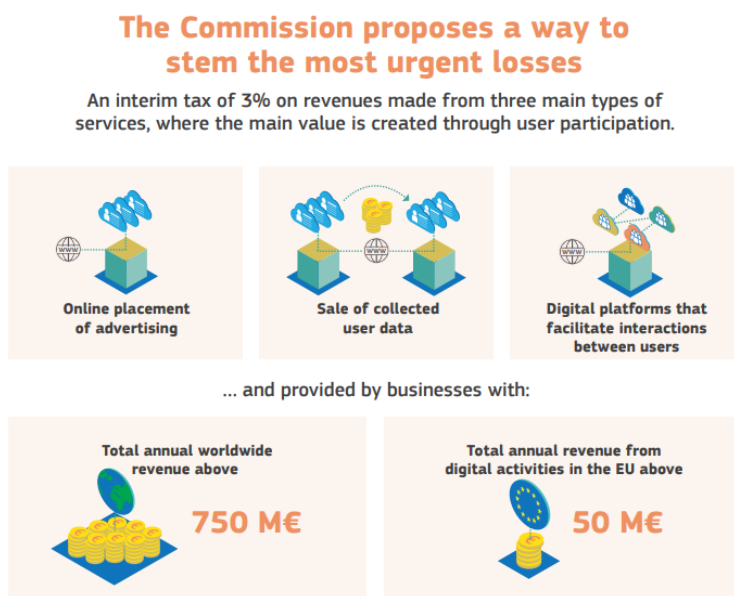 The Commission proposes a way to
stem the most urgent losses
An interim tax of 3% on revenues made from three main types of
services, where the main value is created through user participation.
www
Online placement
of advertising
www
Sale of collected
user data
www
Digital platforms that
facilitate interactions
between users
... and provided by businesses with:
Total annual worldwide
revenue above
750 M€
Total annual revenue from
digital activities in the EU above
50 M€